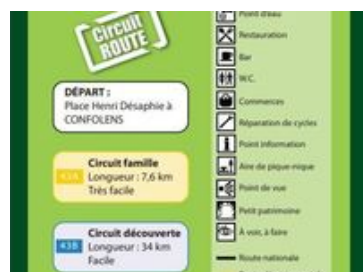 Circuit
ROUTE
DÉPART :
Place Henri Désaphie à
CONFOLENS
Circuit famille
43A
Longueur : 7,6 km
Très facile
Circuit découverte
43B
Longueur : 34 km
Facile
Point d'eau
Restauration
Bar
W.C.
Commerces
Réparation de cycles
Point information
Aire de pique-nique
Point de vue
Petit patrimoine
À voir, à faire
Route nationale